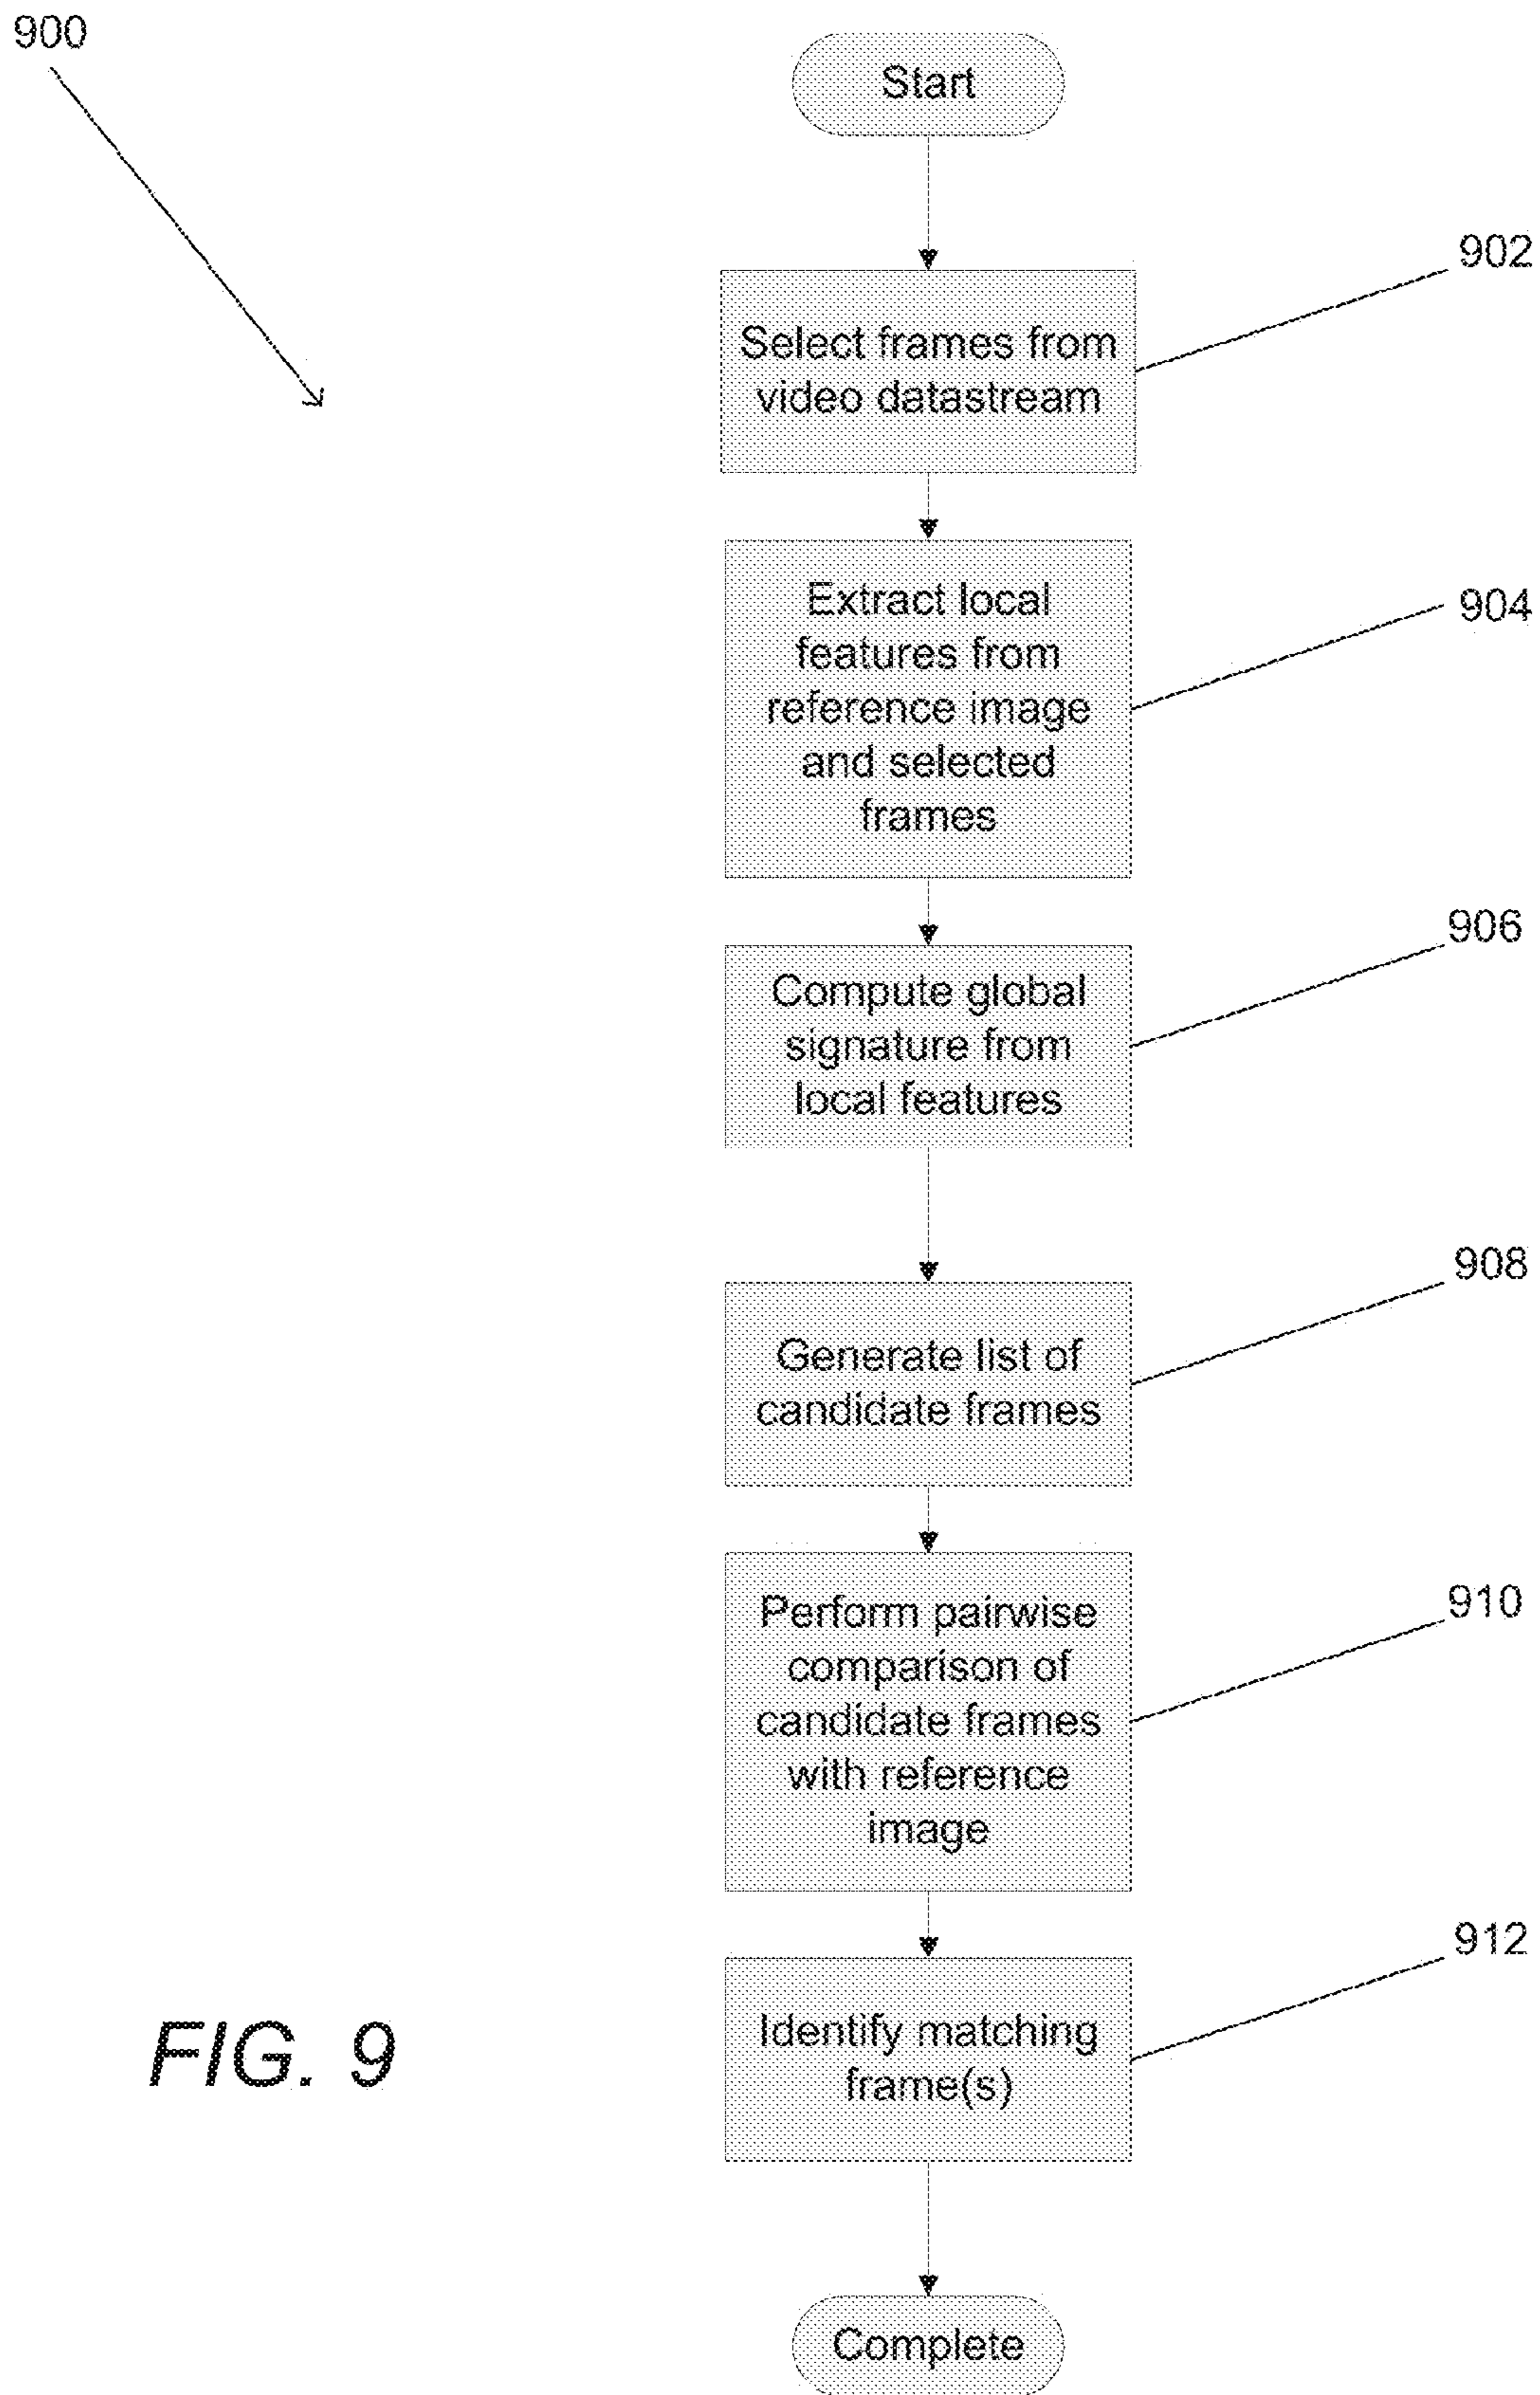 900
Start
902
Select frames from
video datastream
904
Extract local
features from
reference image
and selected
frames
906
Compute global
signature from
local features
908
Generate list of
candidate frames
910
Perform pairwise
comparison of
candidate frames
with reference
image
912
Identify matching
frame(s)
FIG. 9
Complete